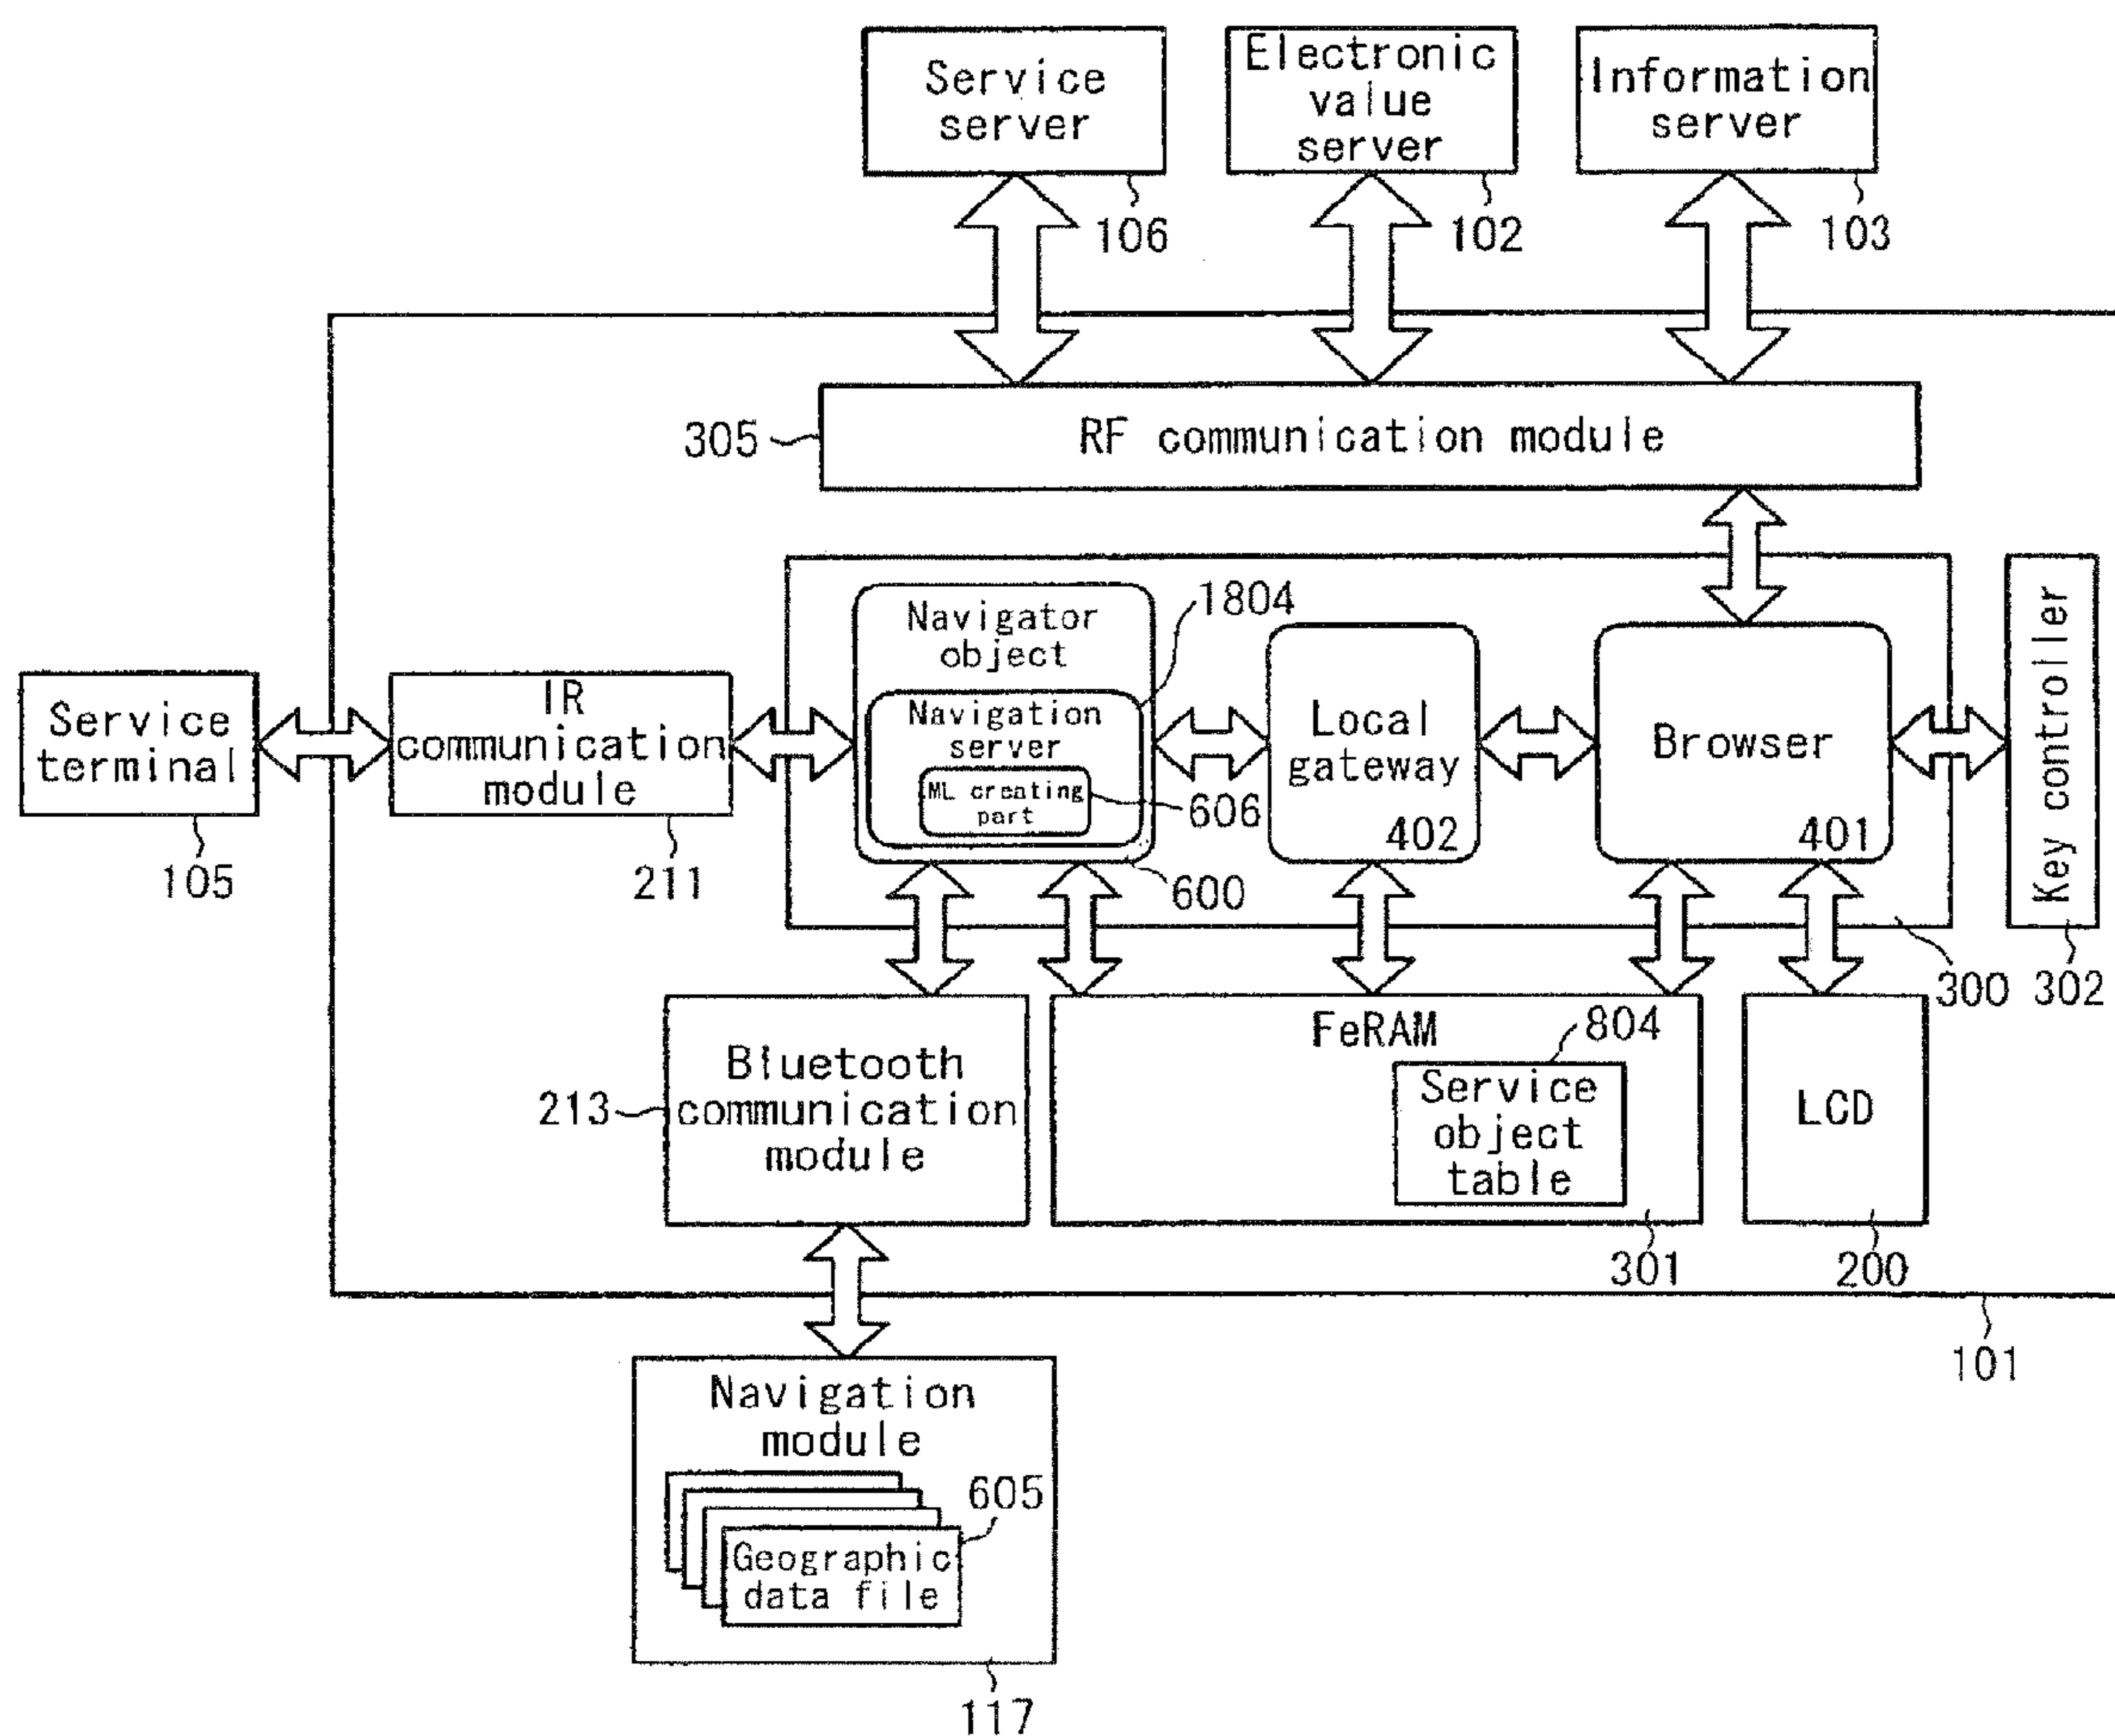 Service
server
106
Electronic
value
server
102
Information
server
103
305
RF communication module
Service
terminal
105
IR
communication
module
211
Navigator
object
1804
Navigation
server
ML creating
part
606
600
Local
gateway
402
Browser
401
Key controller
302
300
Bluetooth
communication
module
213
FeRAM
804
Service
object
table
301
LCD
200
101
Navigation
module
605
Geographic
data file
117